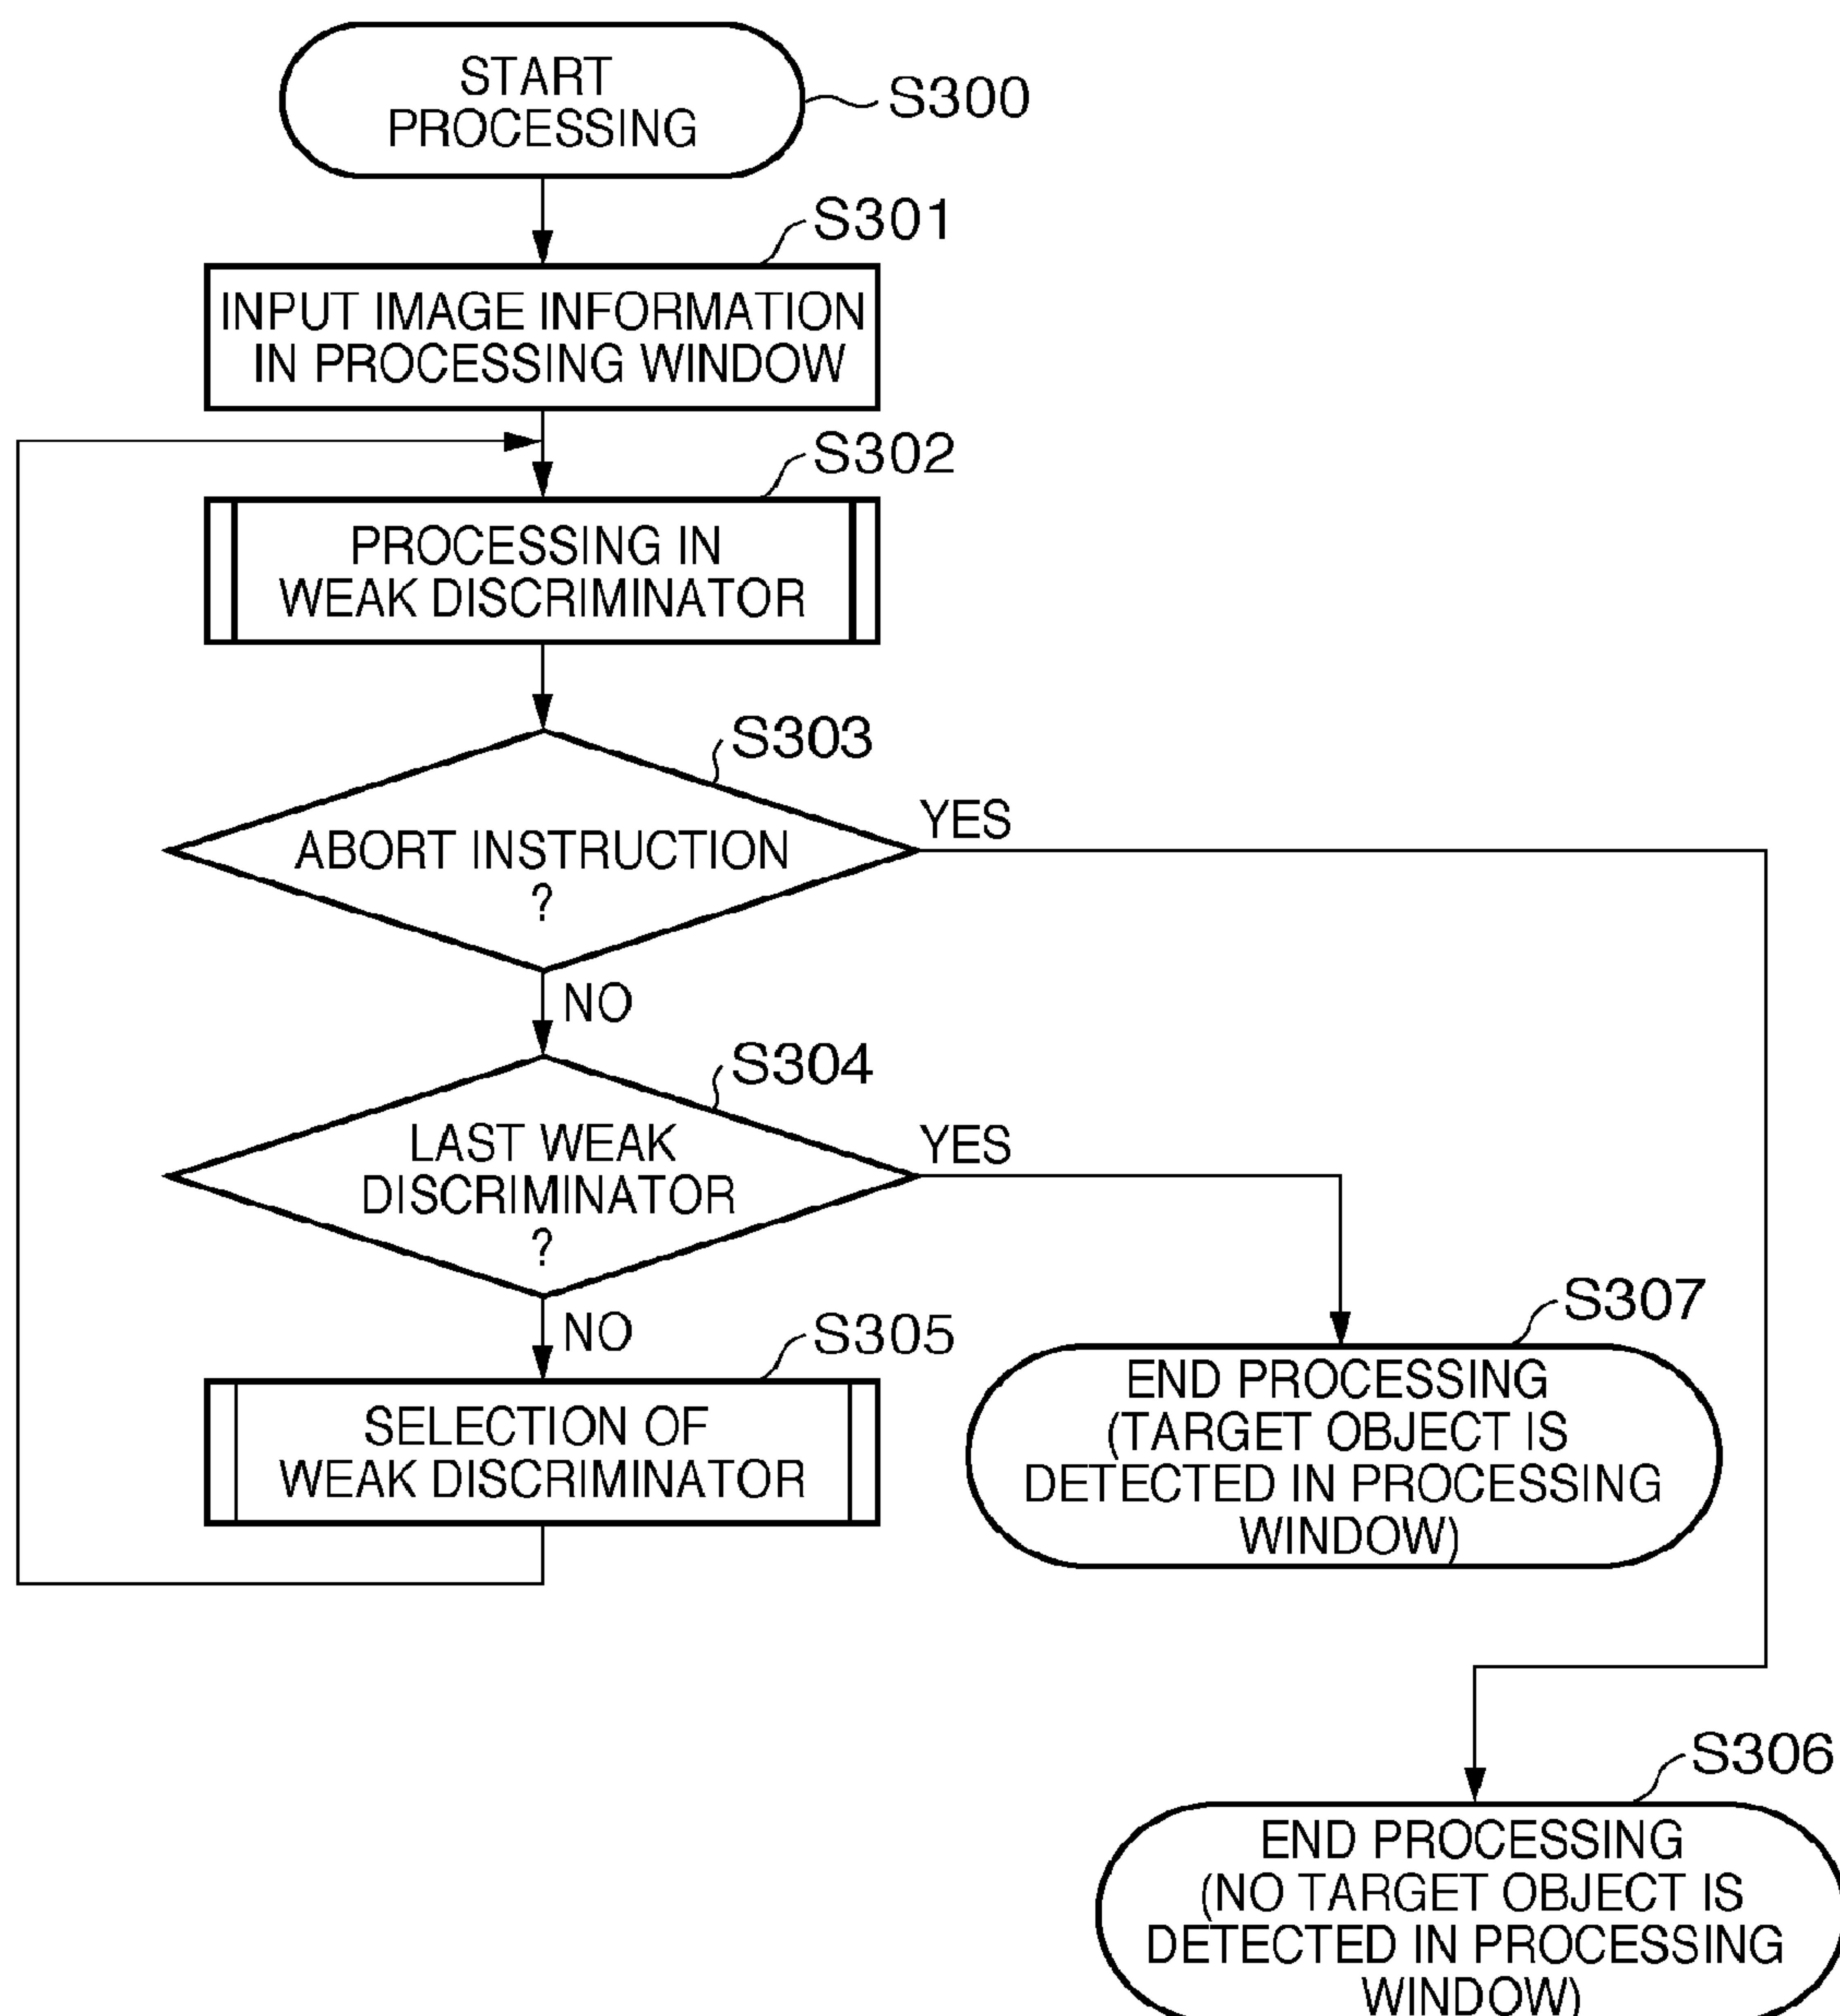 START
PROCESSING
S300
S301
INPUT IMAGE INFORMATION
IN PROCESSING WINDOW
S302
PROCESSING IN
WEAK DISCRIMINATOR
S303
ABORT INSTRUCTION
?
YES
NO
S304
LAST WEAK
DISCRIMINATOR
?
YES
NO
S305
SELECTION OF
WEAK DISCRIMINATOR
S307
END PROCESSING
(TARGET OBJECT IS
DETECTED IN PROCESSING
WINDOW)
S306
END PROCESSING
(NO TARGET OBJECT IS
DETECTED IN PROCESSING
WINDOW)